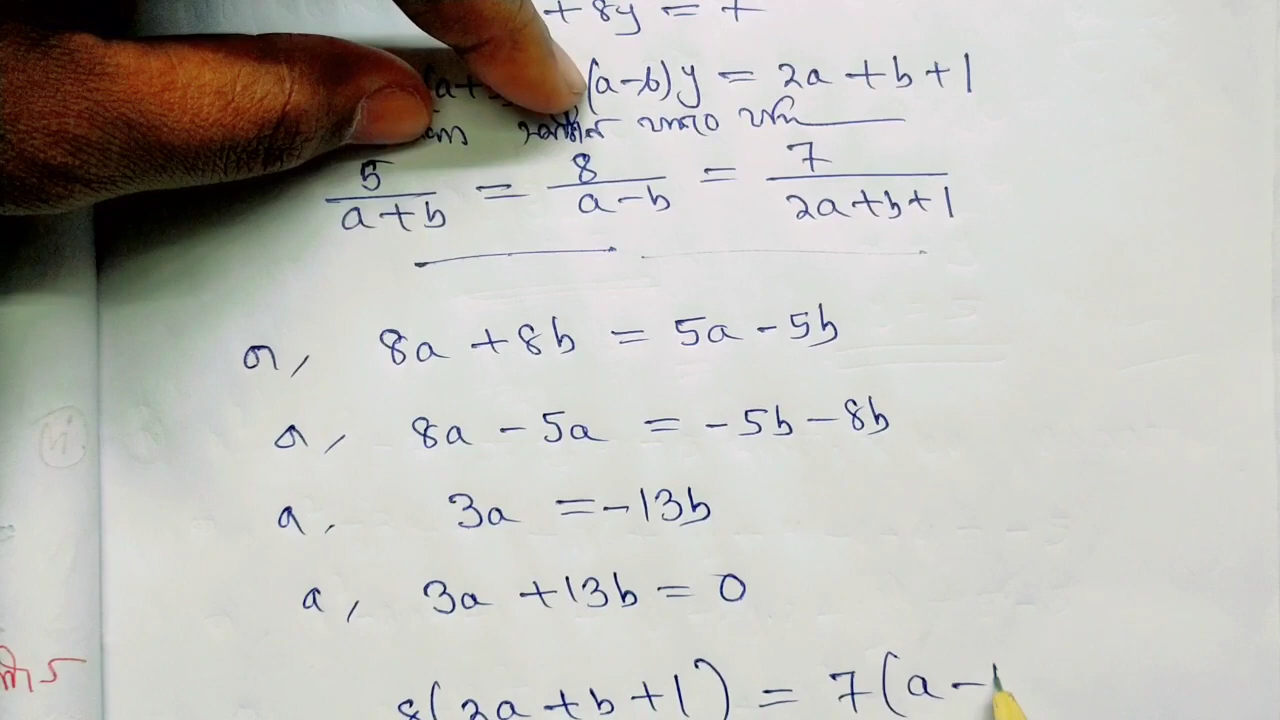 + 8y = 7
(a-b)y = 2a + b + 1
5/(a+b) = 8/(a-b) = 7/(2a+b+1)
বা, 8a + 8b = 5a - 5b
বা, 8a - 5a = -5b - 8b
বা, 3a = -13b
বা, 3a + 13b = 0
8(2a + b + 1) = 7(a -